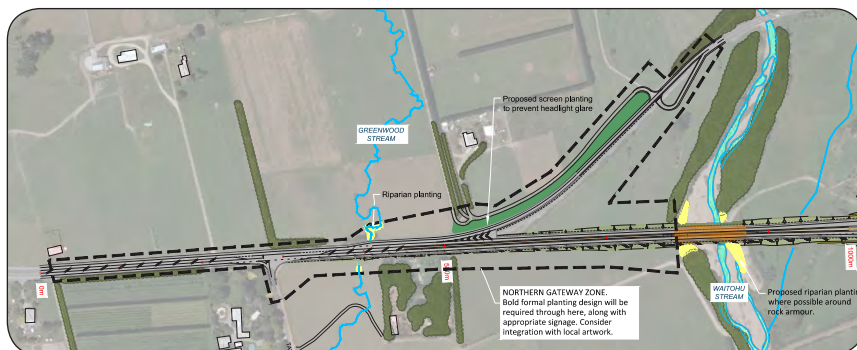 Proposed screen planting
to prevent headlight glare
GREENWOOD
STREAM
Riparian planting
0m
1000m
NORTHERN GATEWAY ZONE.
Bold formal planting design will be
required through here, along with
appropriate signage. Consider
integration with local artwork.
WAITOHU
STREAM
Proposed riparian plantin
where possible around
rock armour.